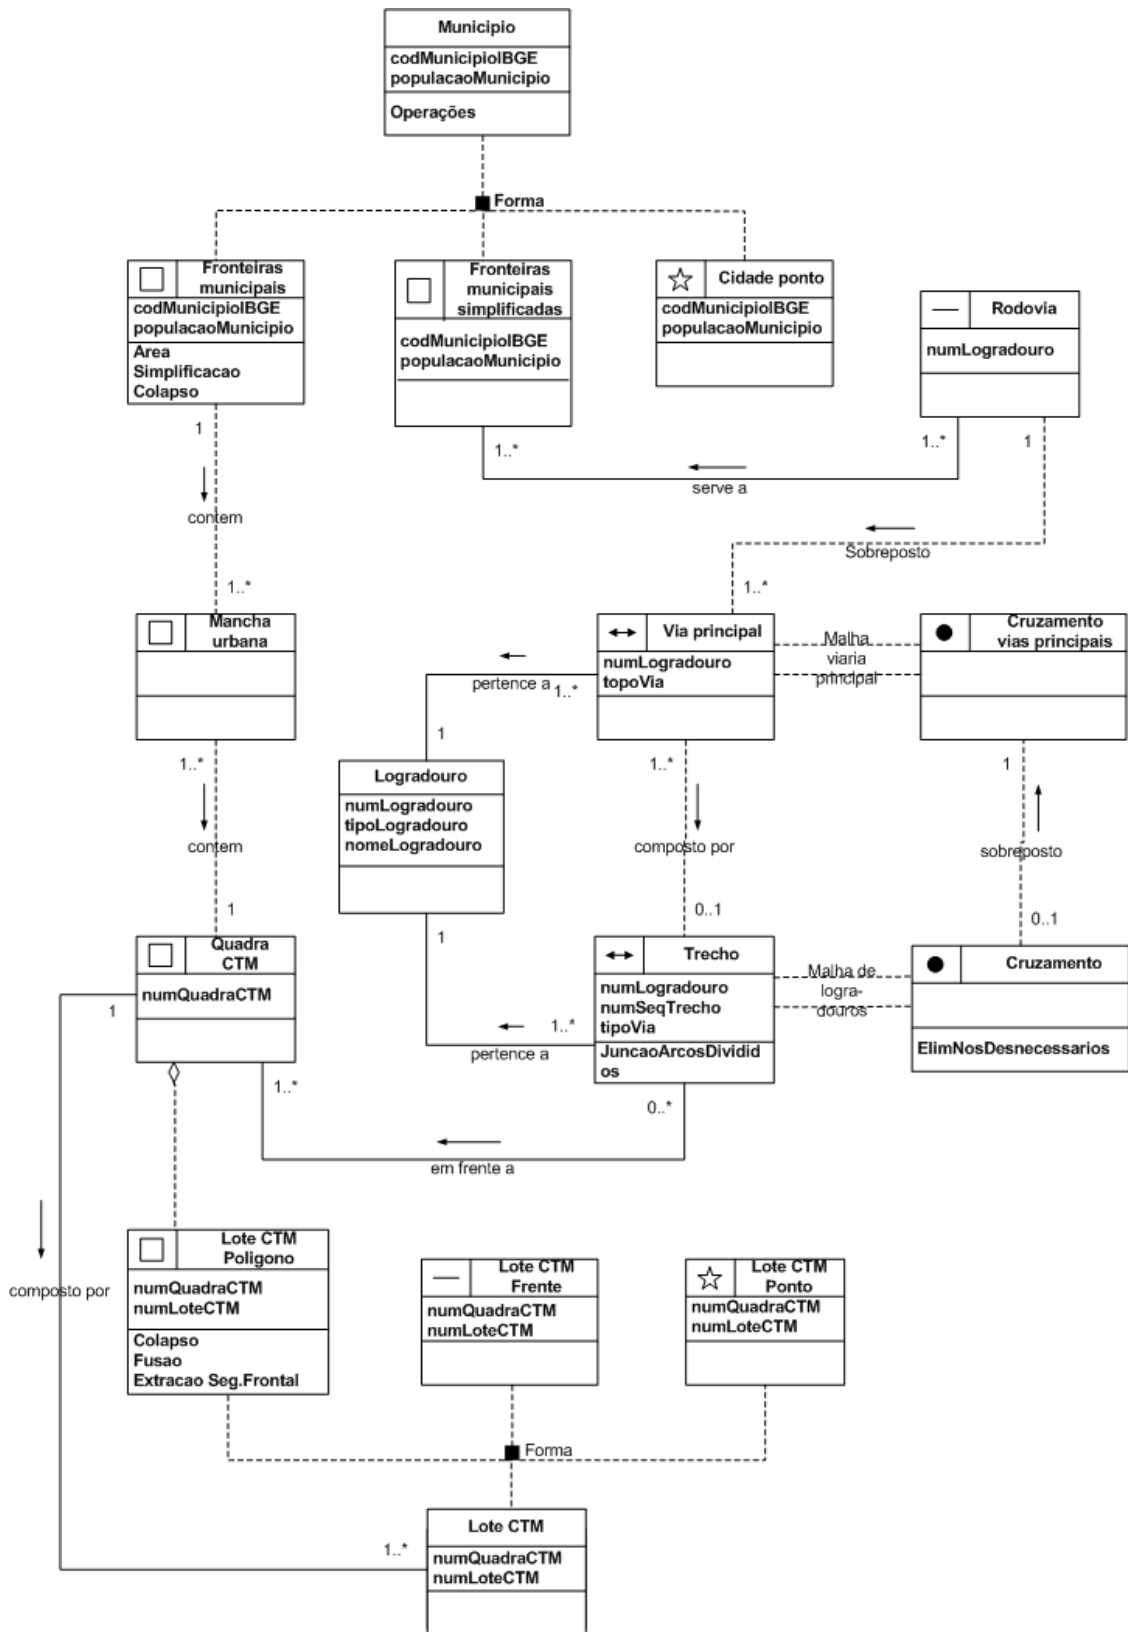 Municipio
codMunicipioIBGE
populacaoMunicipio
Operações
Forma
Fronteiras
municipais
codMunicipioIBGE
populacaoMunicipio
Area
Simplificacao
Colapso
Fronteiras
municipais
simplificadas
codMunicipioIBGE
populacaoMunicipio
Cidade ponto
codMunicipioIBGE
populacaoMunicipio
Rodovia
numLogradouro
1
1..*
1..*
1
serve a
contem
Sobreposto
1..*
1..*
Mancha
urbana
Via principal
numLogradouro
topoVia
Malha
viaria
principal
Cruzamento
vias principais
pertence a
1..*
1
1..*
1..*
1
Logradouro
numLogradouro
tipoLogradouro
nomeLogradouro
contem
composto por
sobreposto
1
1
0..1
0..1
Quadra
CTM
numQuadraCTM
Trecho
numLogradouro
numSeqTrecho
tipoVia
JuncaoArcosDividid
os
Malha de
logra-
douros
Cruzamento
ElimNosDesnecessarios
1
1..*
pertence a
1..*
0..*
em frente a
composto por
Lote CTM
Poligono
numQuadraCTM
numLoteCTM
Colapso
Fusao
Extracao Seg.Frontal
Lote CTM
Frente
numQuadraCTM
numLoteCTM
Lote CTM
Ponto
numQuadraCTM
numLoteCTM
Forma
1..*
Lote CTM
numQuadraCTM
numLoteCTM